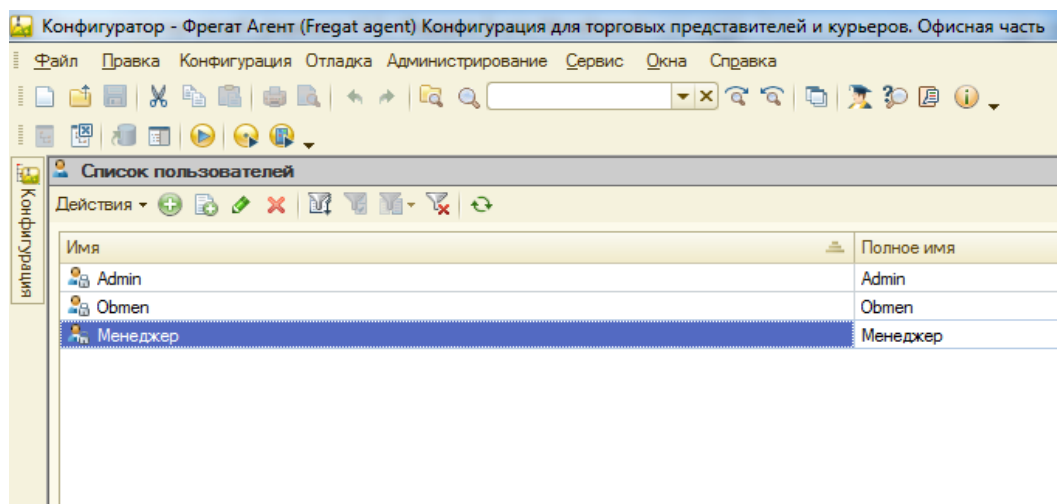 Конфигуратор - Фрегат Агент (Fregat agent) Конфигурация для торговых представителей и курьеров. Офисная часть
Файл Правка Конфигурация Отладка Администрирование Сервис Окна Справка
Конфигурация
Список пользователей
Действия
Имя Полное имя
Admin Admin
Obmen Obmen
Менеджер Менеджер